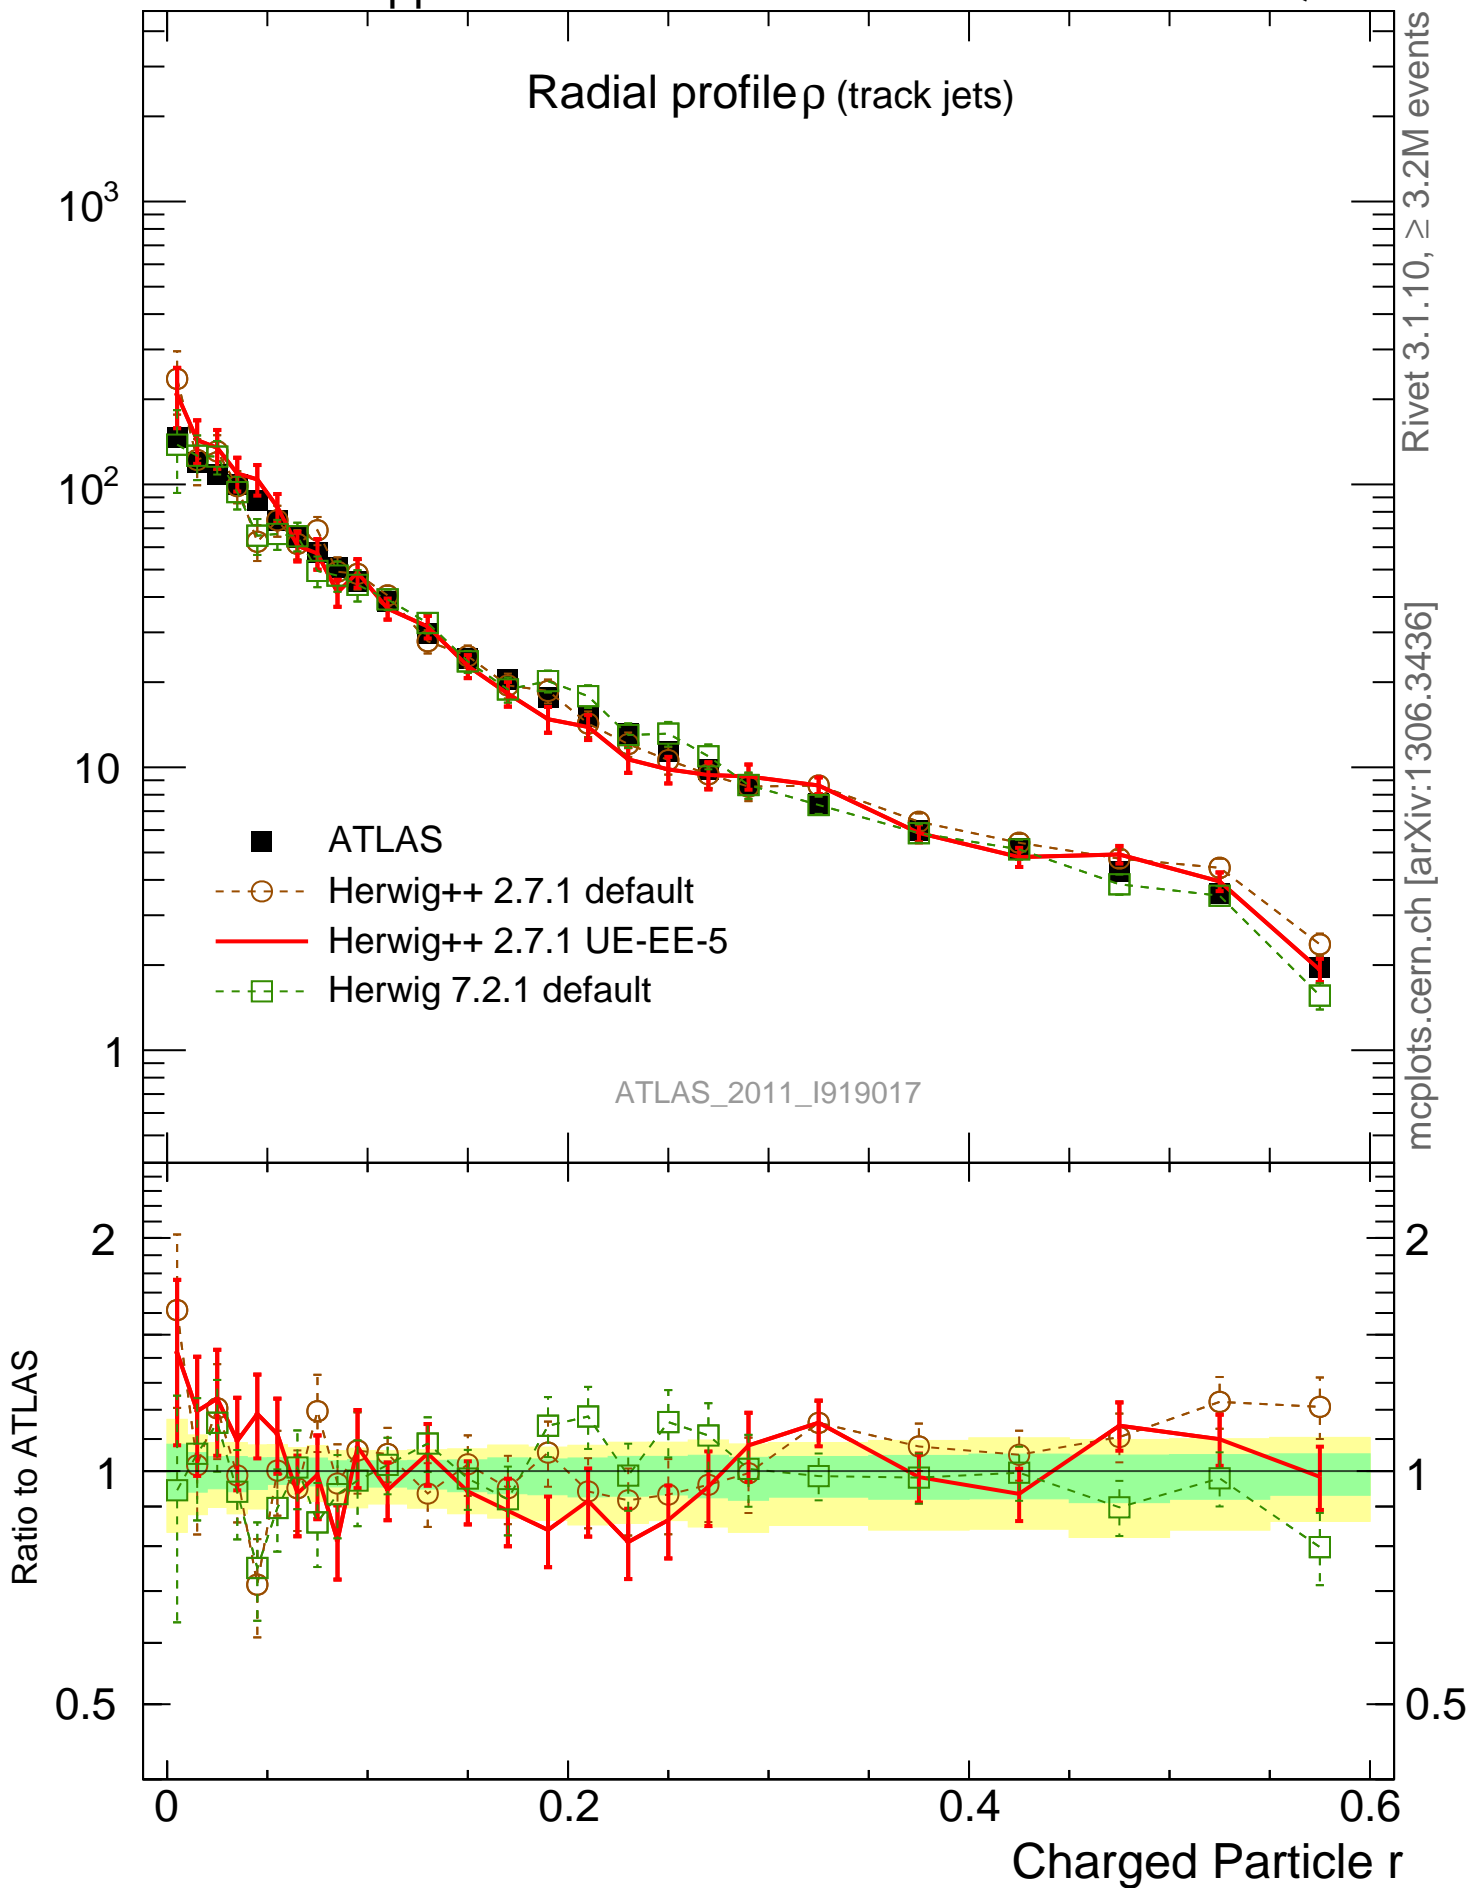 Radial profile ρ (track jets)
10³
10²
10
1
ATLAS
Herwig++ 2.7.1 default
Herwig++ 2.7.1 UE-EE-5
Herwig 7.2.1 default
ATLAS_2011_I919017
Rivet 3.1.10, ≥ 3.2M events
mcplots.cern.ch [arXiv:1306.3436]
Ratio to ATLAS
2
1
0.5
2
1
0.5
0
0.2
0.4
0.6
Charged Particle r